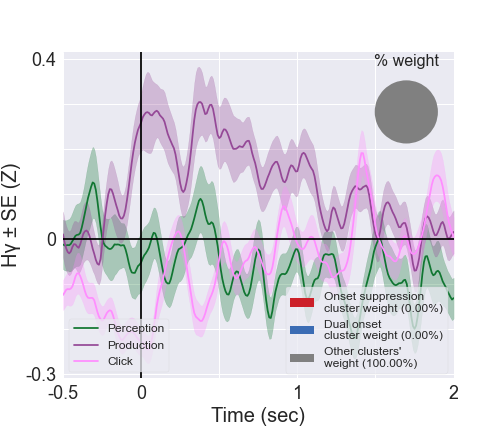 % weight
0.4
0
-0.3
Hγ ± SE (Z)
Perception
Production
Click
Onset suppression
cluster weight (0.00%)
Dual onset
cluster weight (0.00%)
Other clusters'
weight (100.00%)
-0.5
0
1
2
Time (sec)